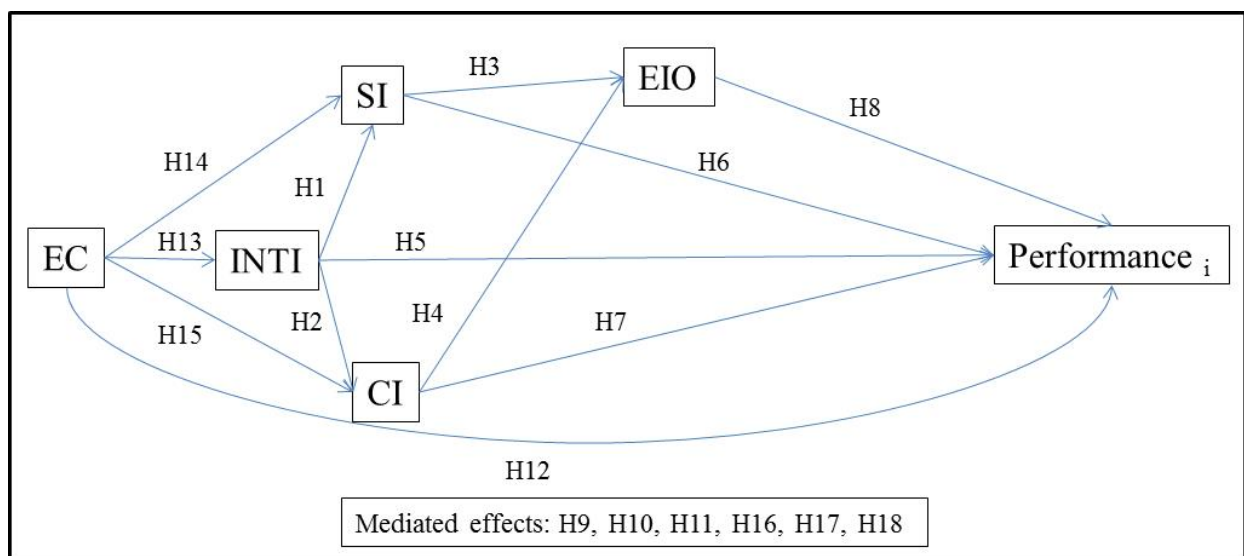 H3
EIO
SI
H8
H14
H6
H1
H13
H5
EC
INTI
Performance i
H2
H4
H7
H15
CI
H12
Mediated effects: H9, H10, H11, H16, H17, H18